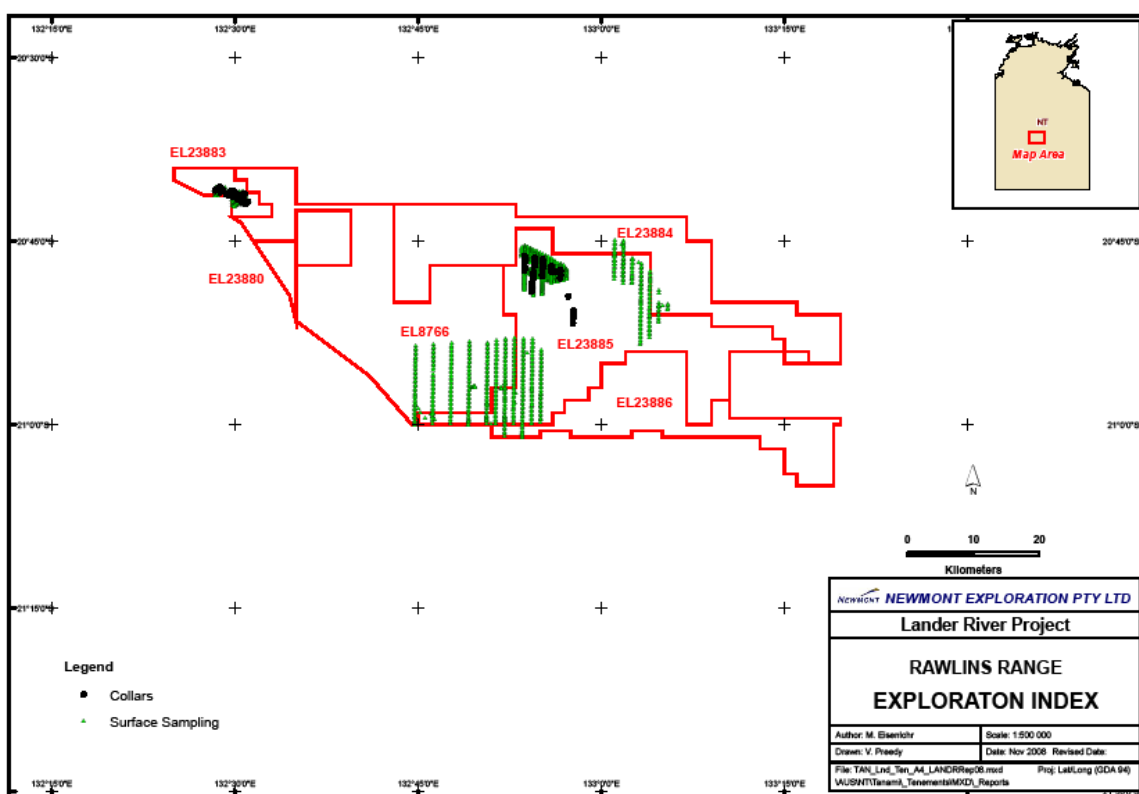 132°15'0"E 132°30'0"E 132°45'0"E 133°0'0"E 133°15'0"E
20°30'0"S
NT
Map Area
EL23883
20°45'0"S 20°45'0"S
EL23884
EL23880
EL8766
EL23885
EL23886
21°0'0"S 21°0'0"S
N
0 10 20
Kilometers
21°15'0"S
NEWMONT NEWMONT EXPLORATION PTY LTD
Lander River Project
RAWLINS RANGE
EXPLORATON INDEX
Author: M. Eisenlohr Scale: 1:500 000
Drawn: V. Preedy Date: Nov 2008 Revised Date:
File: TAN_Lnd_Ten_A4_LANDRRep08.mxd Proj: Lat/Long (GDA 94)
Legend
Collars
Surface Sampling
132°15'0"E 132°30'0"E 132°45'0"E 133°0'0"E 133°15'0"E